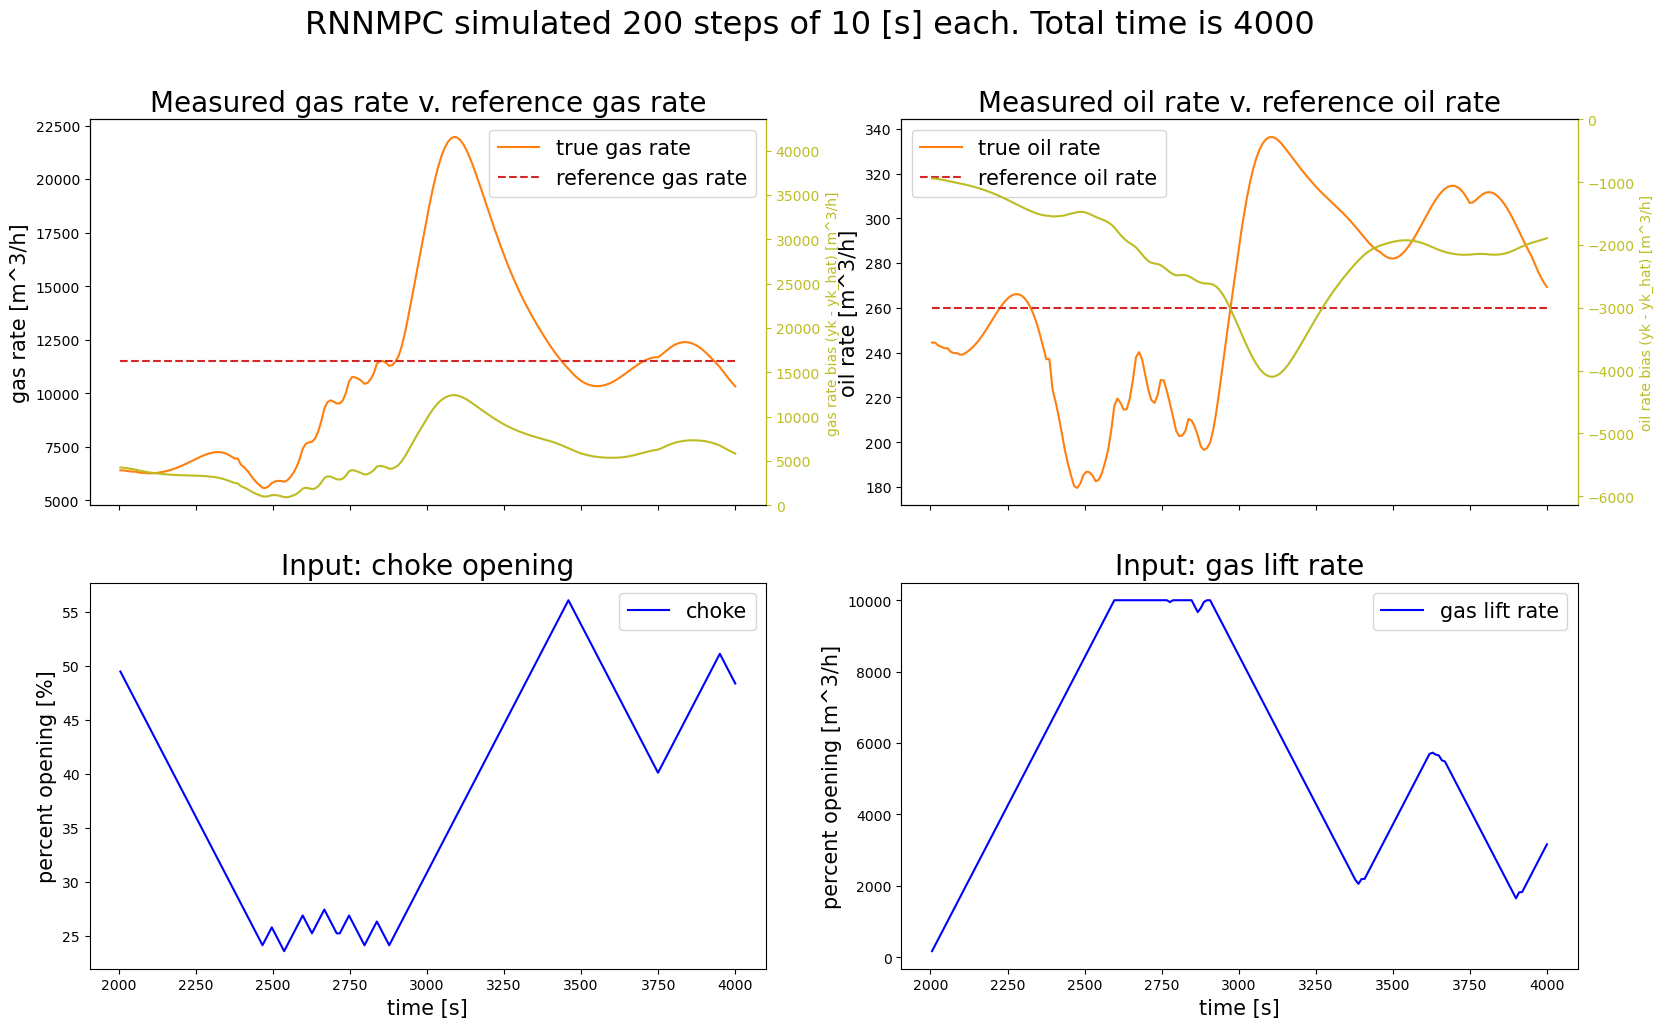 RNNMPC simulated 200 steps of 10 [s] each. Total time is 4000
Measured gas rate v. reference gas rate
22500
20000
17500
15000
12500
10000
7500
5000
gas rate [m^3/h]
true gas rate
reference gas rate
40000
35000
30000
25000
20000
15000
10000
5000
0
gas rate bias (yk - yk_hat) [m^3/h]
Measured oil rate v. reference oil rate
340
320
300
280
260
240
220
200
180
oil rate [m^3/h]
true oil rate
reference oil rate
0
−1000
−2000
−3000
−4000
−5000
−6000
oil rate bias (yk - yk_hat) [m^3/h]
Input: choke opening
55
50
45
40
35
30
25
percent opening [%]
choke
2000 2250 2500 2750 3000 3250 3500 3750 4000
time [s]
Input: gas lift rate
10000
8000
6000
4000
2000
0
percent opening [m^3/h]
gas lift rate
2000 2250 2500 2750 3000 3250 3500 3750 4000
time [s]